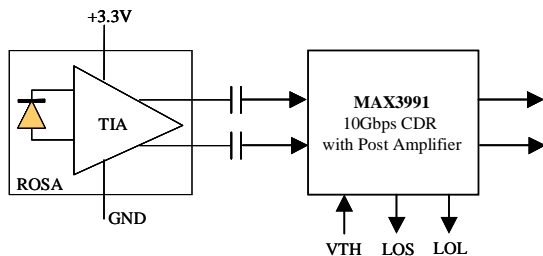 +3.3V
TIA
ROSA
GND
MAX3991
10Gbps CDR
with Post Amplifier
VTH
LOS
LOL